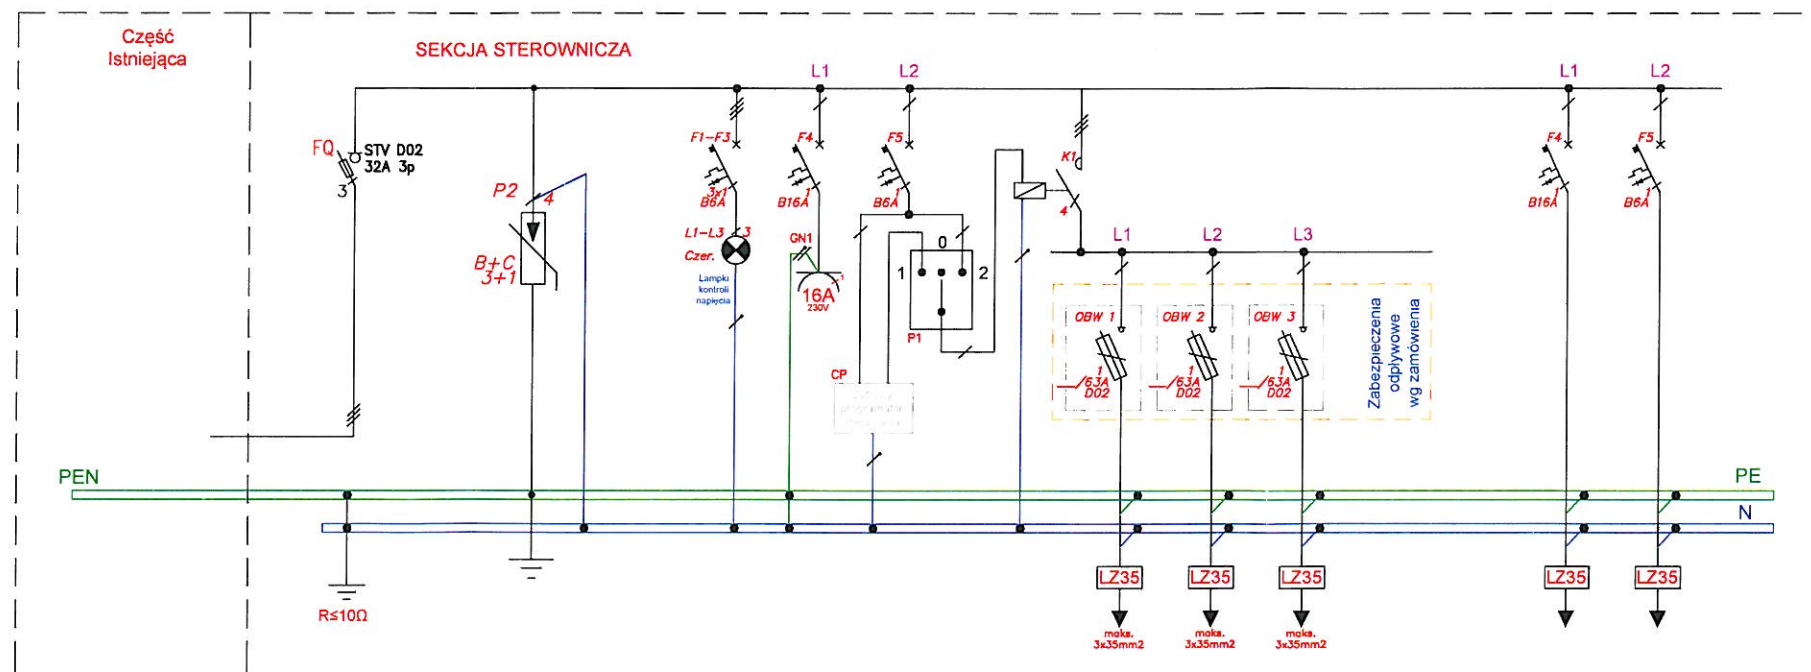 Część
Istniejąca
SEKCJA STEROWNICZA
L1
L2
L1
L2
FQ
STV D02
32A 3p
3
P2
4
B+C
3+1
F1-F3
3x1
B6A
L1-L3
3
Czer.
Lampki
kontroli
napięcia
F4
1
B16A
GN1
1
16A
230V
F5
1
B6A
0
1
2
P1
CP
K1
4
L1
L2
L3
OBW 1
1
63A
D02
OBW 2
1
63A
D02
OBW 3
1
63A
D02
Zabezpieczenia
odpływowe
wg zamówienia
F4
1
B16A
F5
1
B6A
PEN
PE
N
R≤10Ω
LZ35
LZ35
LZ35
LZ35
LZ35
maks.
3x35mm2
maks.
3x35mm2
maks.
3x35mm2